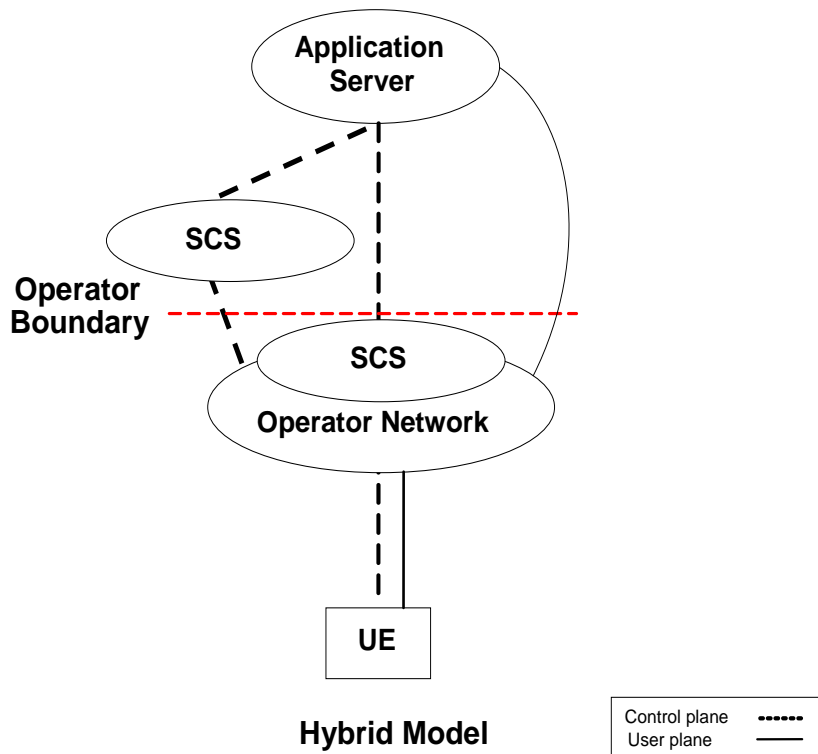 Application
Server
SCS
Operator
Boundary
SCS
Operator Network
UE
Hybrid Model
Control plane
User plane